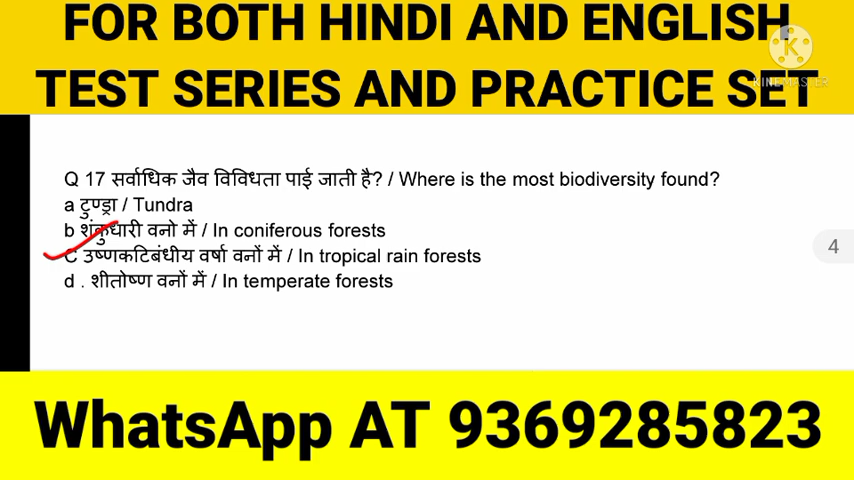 FOR BOTH HINDI AND ENGLISH
TEST SERIES AND PRACTICE SET
K
KINEMASTER
Q 17 सर्वाधिक जैव विविधता पाई जाती है? / Where is the most biodiversity found?
a टुण्ड्रा / Tundra
b शंकुधारी वनो में / In coniferous forests
C उष्णकटिबंधीय वर्षा वनों में / In tropical rain forests
4
d . शीतोष्ण वनों में / In temperate forests
WhatsApp AT 9369285823